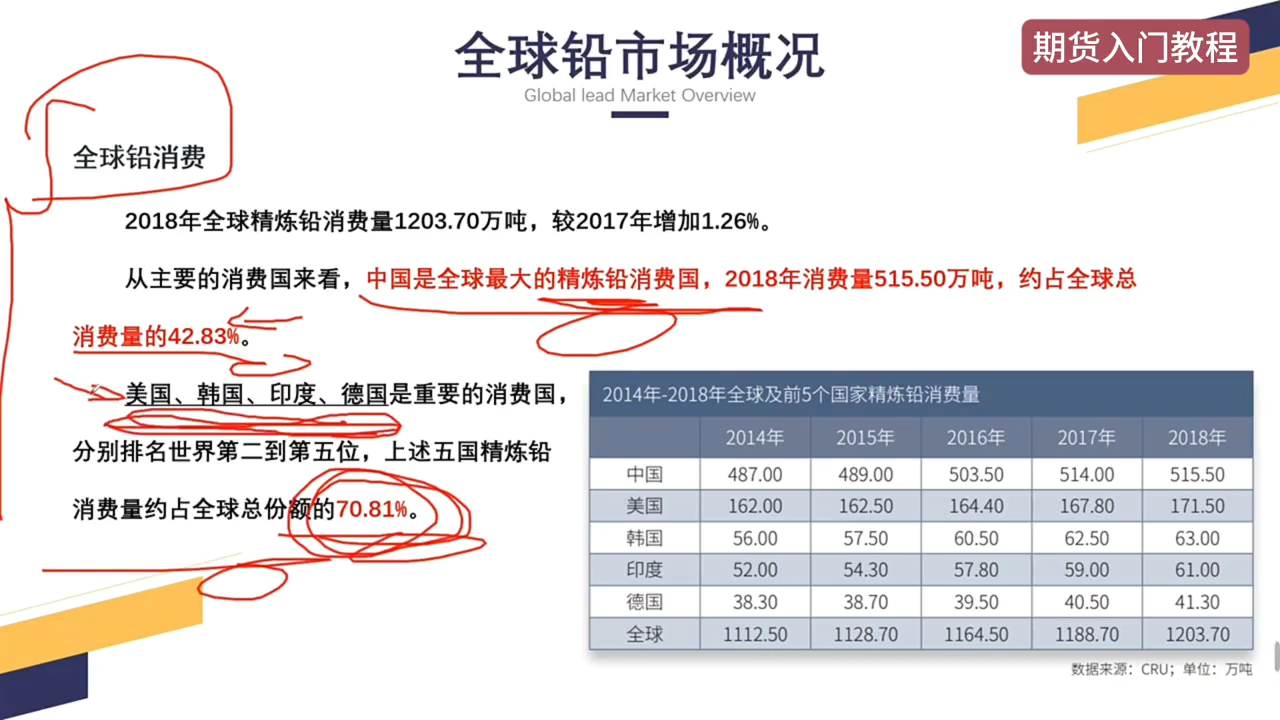 全球铅市场概况
期货入门教程
Global lead Market Overview
全球铅消费
2018年全球精炼铅消费量1203.70万吨，较2017年增加1.26%。
从主要的消费国来看，中国是全球最大的精炼铅消费国，2018年消费量515.50万吨，约占全球总
消费量的42.83%。
美国、韩国、印度、德国是重要的消费国，
分别排名世界第二到第五位，上述五国精炼铅
消费量约占全球总份额的70.81%。
2014年-2018年全球及前5个国家精炼铅消费量
2014年 2015年 2016年 2017年 2018年
中国 487.00 489.00 503.50 514.00 515.50
美国 162.00 162.50 164.40 167.80 171.50
韩国 56.00 57.50 60.50 62.50 63.00
印度 52.00 54.30 57.80 59.00 61.00
德国 38.30 38.70 39.50 40.50 41.30
全球 1112.50 1128.70 1164.50 1188.70 1203.70
数据来源：CRU；单位：万吨